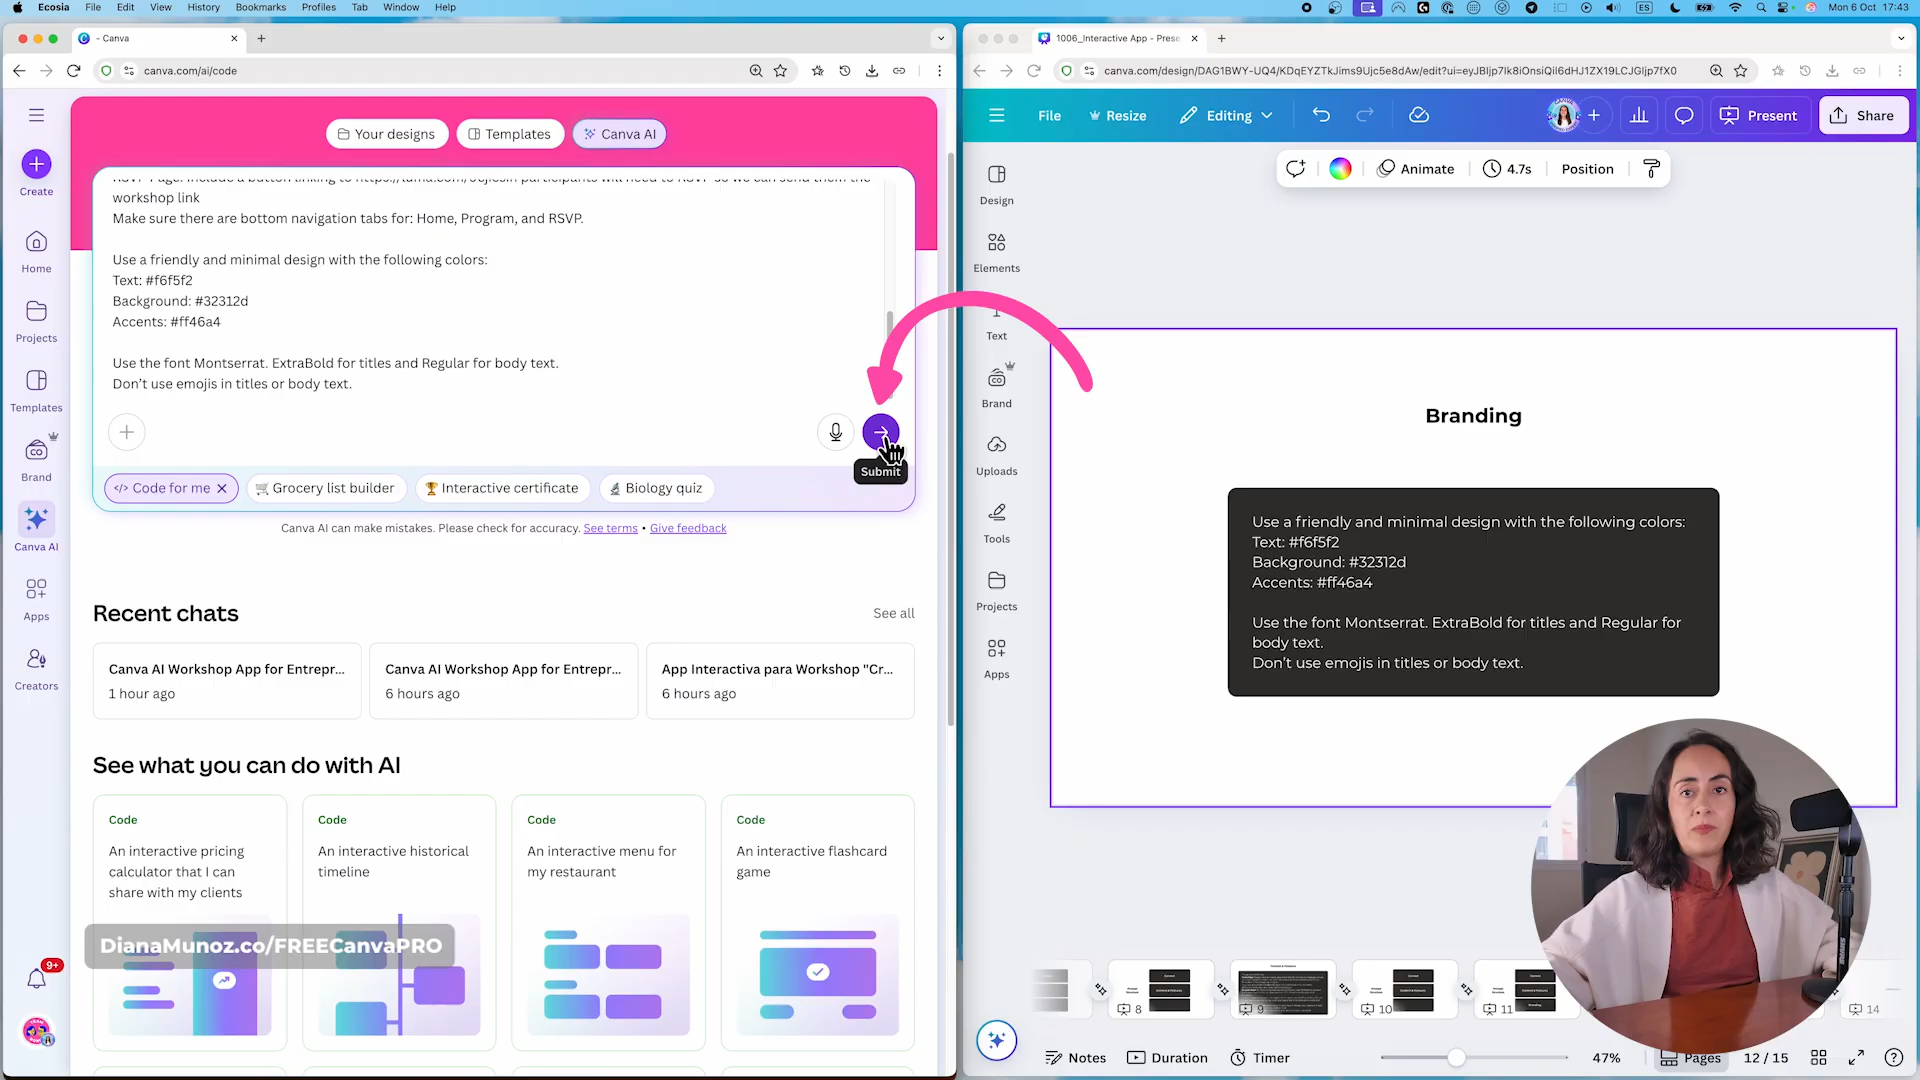 Ecosia File Edit View History Bookmarks Profiles Tab Window Help
ES Mon 6 Oct 17:43
- Canva
canva.com/ai/code
Your designs
Templates
Canva AI
Create
Home
Projects
Templates
Brand
Canva AI
Apps
Creators
9+
workshop link
Make sure there are bottom navigation tabs for: Home, Program, and RSVP.
Use a friendly and minimal design with the following colors:
Text: #f6f5f2
Background: #32312d
Accents: #ff46a4
Use the font Montserrat. ExtraBold for titles and Regular for body text.
Don't use emojis in titles or body text.
Submit
Code for me
Grocery list builder
Interactive certificate
Biology quiz
Canva AI can make mistakes. Please check for accuracy. See terms • Give feedback
Recent chats
See all
Canva AI Workshop App for Entrepr...
1 hour ago
Canva AI Workshop App for Entrepr...
6 hours ago
App Interactiva para Workshop "Cr...
6 hours ago
See what you can do with AI
Code
An interactive pricing
calculator that I can
share with my clients
Code
An interactive historical
timeline
Code
An interactive menu for
my restaurant
Code
An interactive flashcard
game
DianaMunoz.co/FREECanvaPRO
1006_Interactive App - Prese
File
Resize
Editing
Present
Share
Design
Elements
Text
Brand
Uploads
Tools
Projects
Apps
Animate
4.7s
Position
Branding
Use a friendly and minimal design with the following colors:
Text: #f6f5f2
Background: #32312d
Accents: #ff46a4
Use the font Montserrat. ExtraBold for titles and Regular for
body text.
Don't use emojis in titles or body text.
8
9
10
11
14
Notes
Duration
Timer
47%
Pages
12 / 15